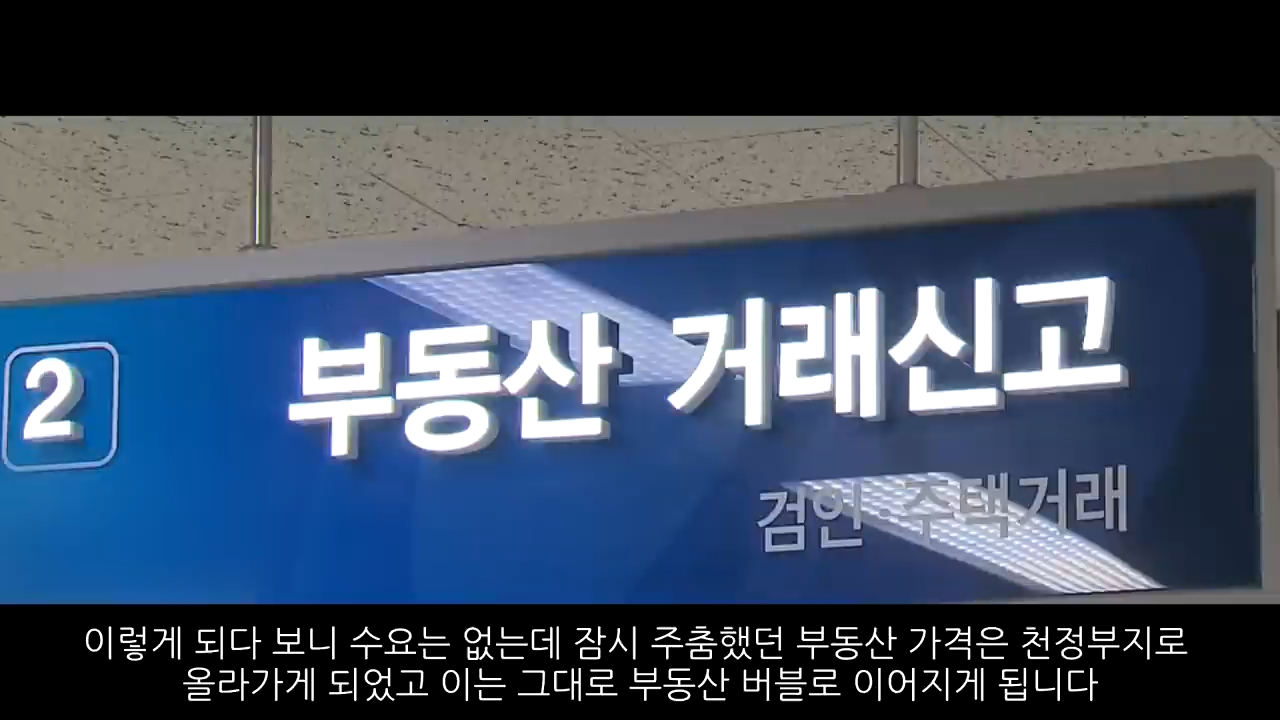 2 부동산 거래신고
검인·주택거래
이렇게 되다 보니 수요는 없는데 잠시 주춤했던 부동산 가격은 천정부지로
올라가게 되었고 이는 그대로 부동산 버블로 이어지게 됩니다